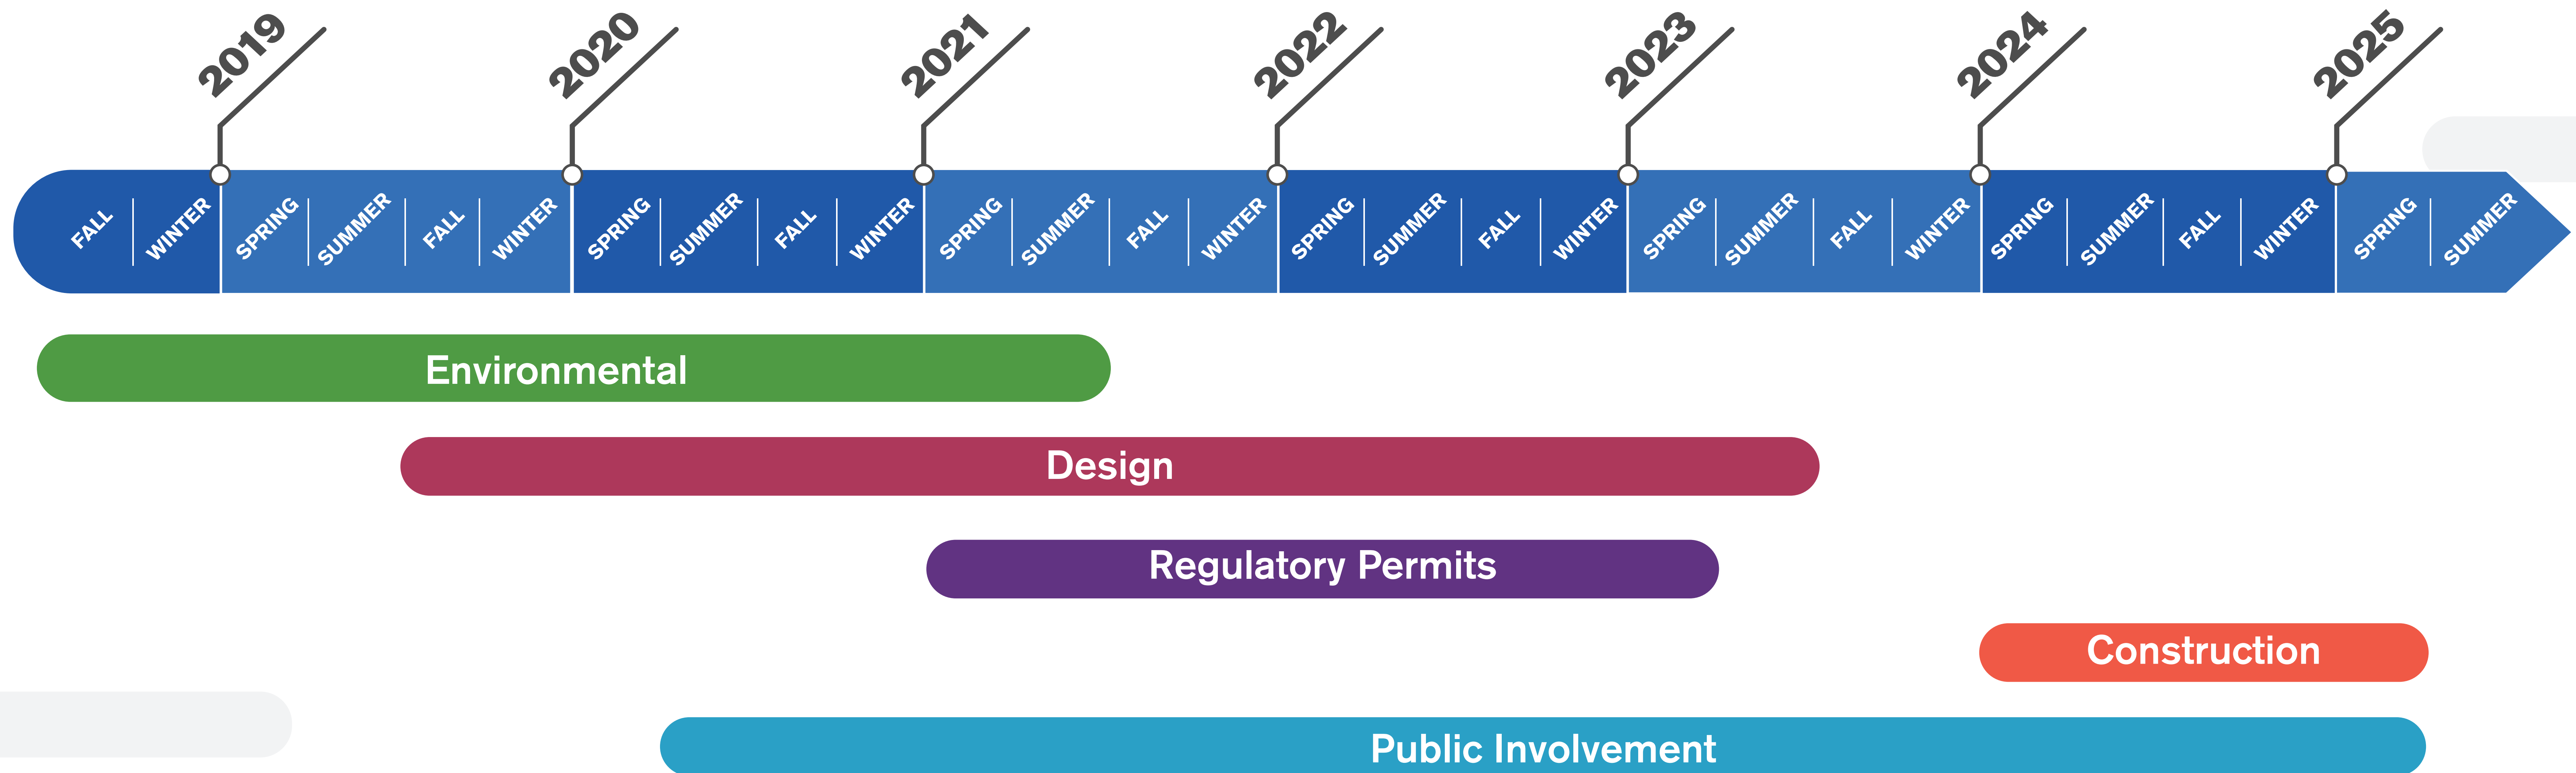 2019 2020 2021 2022 2023 2024 2025
FALL WINTER SPRING SUMMER FALL WINTER SPRING SUMMER FALL WINTER SPRING SUMMER FALL WINTER SPRING SUMMER FALL WINTER SPRING SUMMER FALL WINTER SPRING SUMMER FALL WINTER SPRING SUMMER
Environmental
Design
Regulatory Permits
Construction
Public Involvement